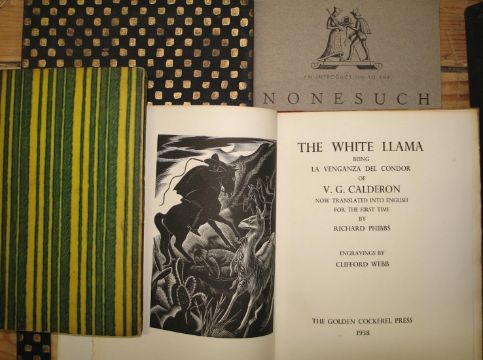 AN INTRODUCTION TO THE
NONESUCH
THE WHITE LLAMA
BEING
LA VENGANZA DEL CONDOR
OF
V. G. CALDERON
NOW TRANSLATED INTO ENGLISH
FOR THE FIRST TIME
BY
RICHARD PHIBBS
ENGRAVINGS BY
CLIFFORD WEBB
THE GOLDEN COCKEREL PRESS
1938